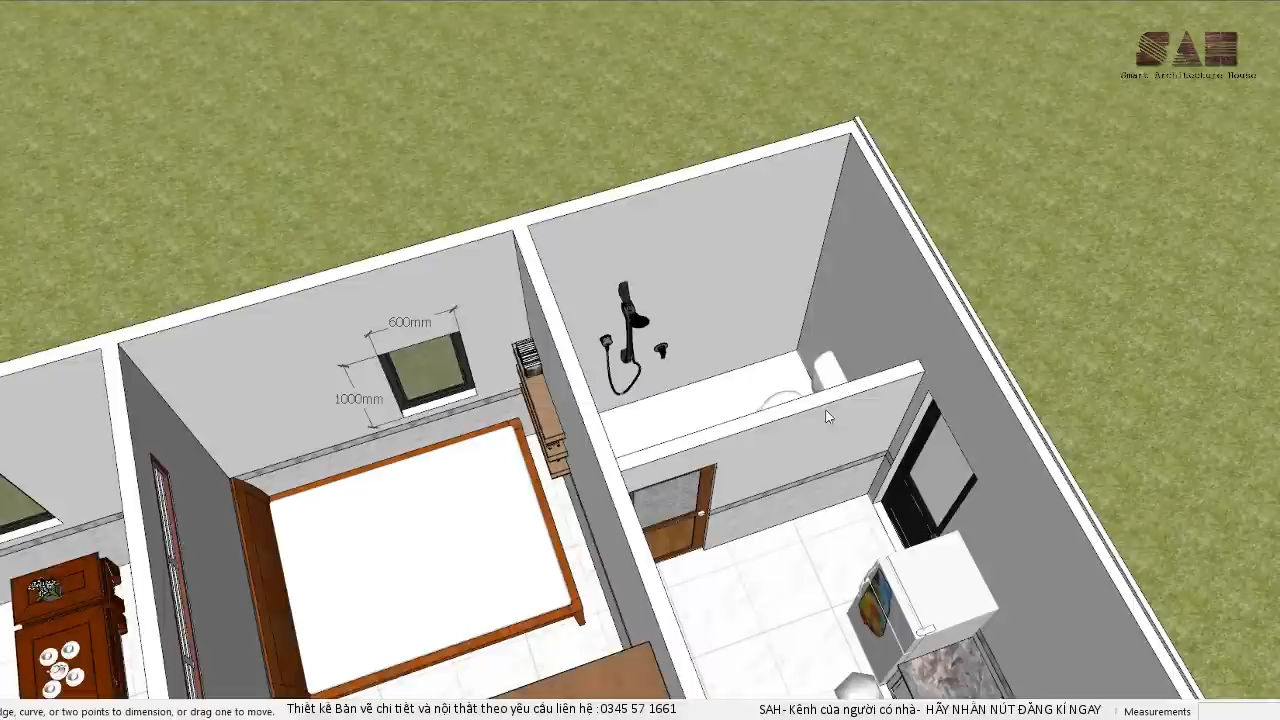 SAH
Smart Architecture House
600mm
1000mm
dge, curve, or two points to dimension, or drag one to move.
Thiết kế Bản vẽ chi tiết và nội thất theo yêu cầu liên hệ :0345 57 1661
SAH- Kênh của người có nhà- HÃY NHẤN NÚT ĐĂNG KÍ NGAY
Measurements